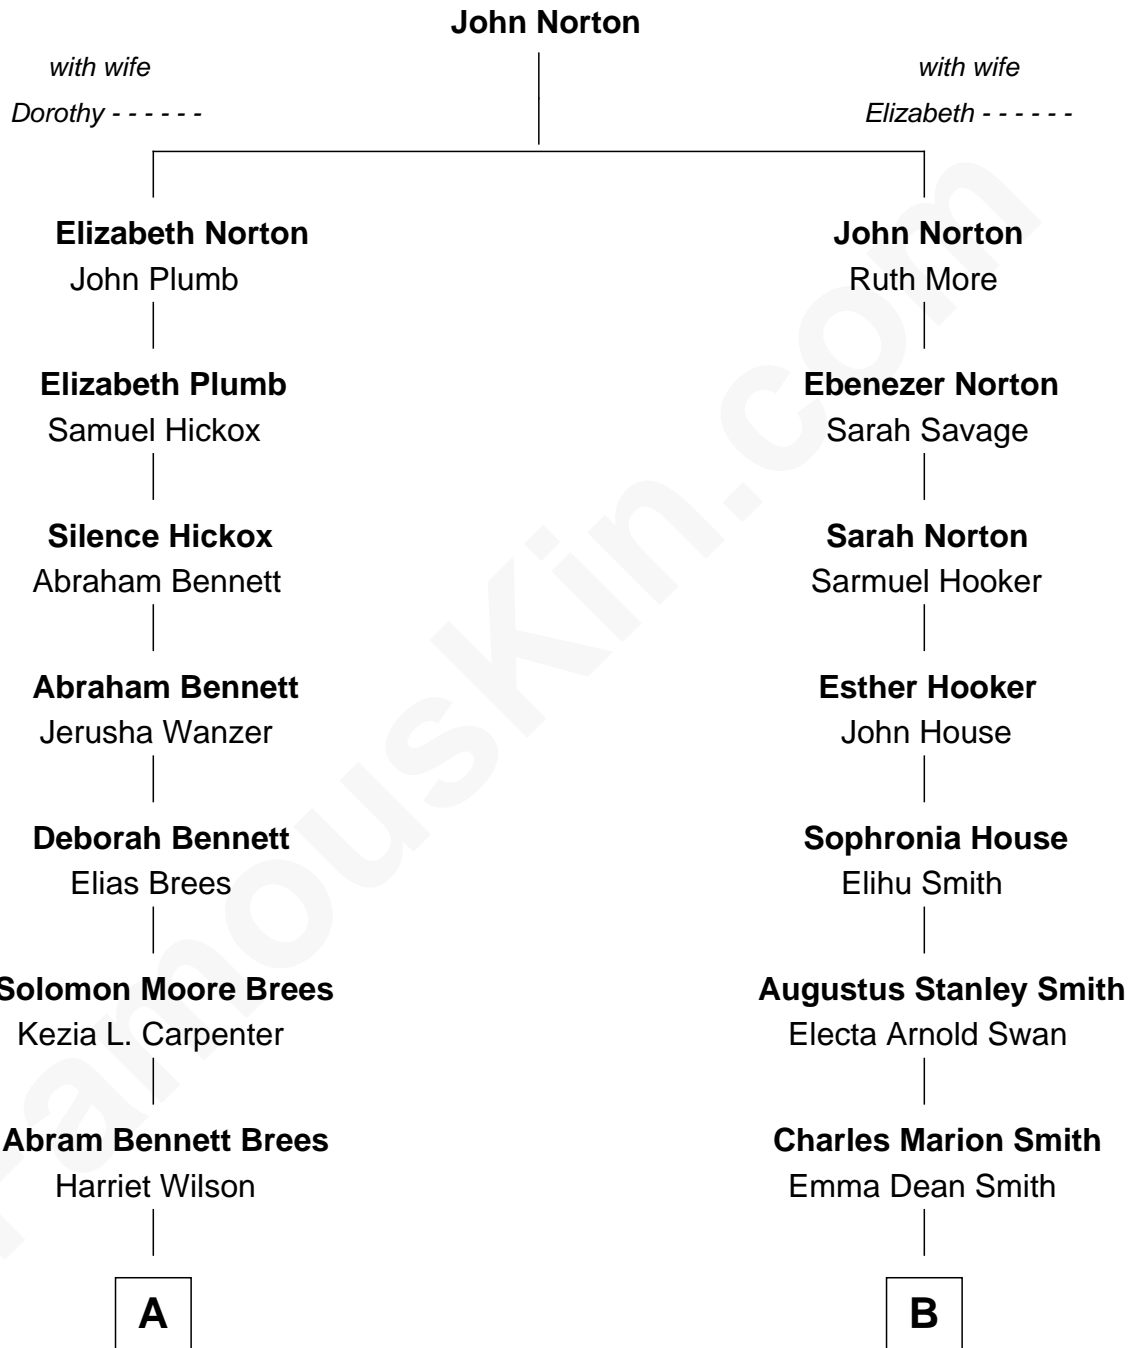 John Norton
with wife
Dorothy - - - - - -
with wife
Elizabeth - - - - - -
Elizabeth Norton
John Plumb
John Norton
Ruth More
Elizabeth Plumb
Samuel Hickox
Ebenezer Norton
Sarah Savage
Silence Hickox
Abraham Bennett
Sarah Norton
Sarmuel Hooker
Abraham Bennett
Jerusha Wanzer
Esther Hooker
John House
Deborah Bennett
Elias Brees
Sophronia House
Elihu Smith
Solomon Moore Brees
Kezia L. Carpenter
Augustus Stanley Smith
Electa Arnold Swan
Abram Bennett Brees
Harriet Wilson
Charles Marion Smith
Emma Dean Smith
A
B
FamousKin.com